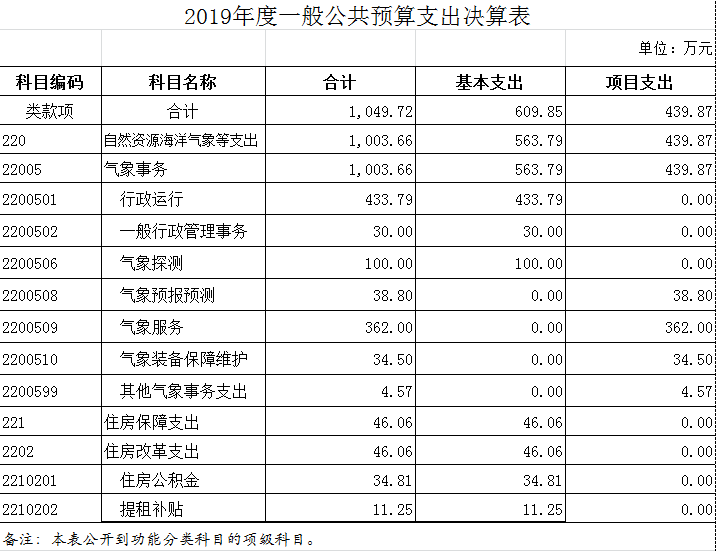 2019年度一般公共预算支出决算表
单位：万元
科目编码 科目名称 合计 基本支出 项目支出
类款项 合计 1,049.72 609.85 439.87
220 自然资源海洋气象等支出 1,003.66 563.79 439.87
22005 气象事务 1,003.66 563.79 439.87
2200501 行政运行 433.79 433.79 0.00
2200502 一般行政管理事务 30.00 30.00 0.00
2200506 气象探测 100.00 100.00 0.00
2200508 气象预报预测 38.80 0.00 38.80
2200509 气象服务 362.00 0.00 362.00
2200510 气象装备保障维护 34.50 0.00 34.50
2200599 其他气象事务支出 4.57 0.00 4.57
221 住房保障支出 46.06 46.06 0.00
2202 住房改革支出 46.06 46.06 0.00
2210201 住房公积金 34.81 34.81 0.00
2210202 提租补贴 11.25 11.25 0.00
备注：本表公开到功能分类科目的项级科目。